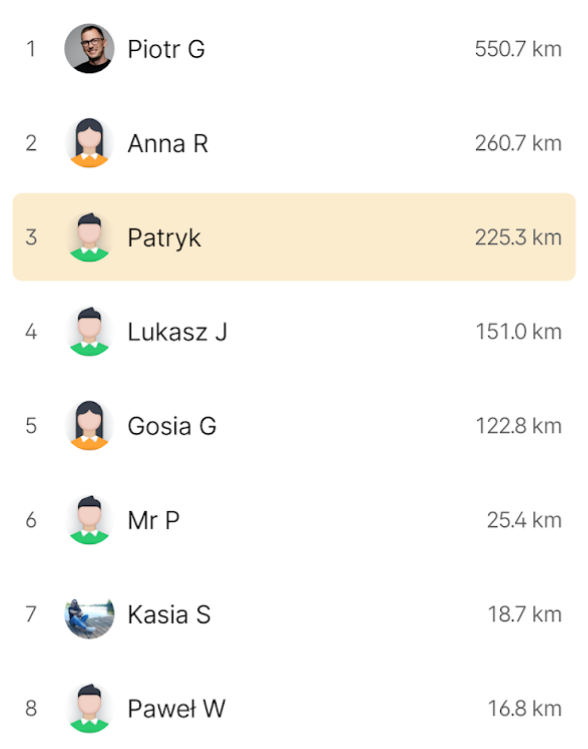 1 Piotr G 550.7 km
2 Anna R 260.7 km
3 Patryk 225.3 km
4 Lukasz J 151.0 km
5 Gosia G 122.8 km
6 Mr P 25.4 km
7 Kasia S 18.7 km
8 Paweł W 16.8 km